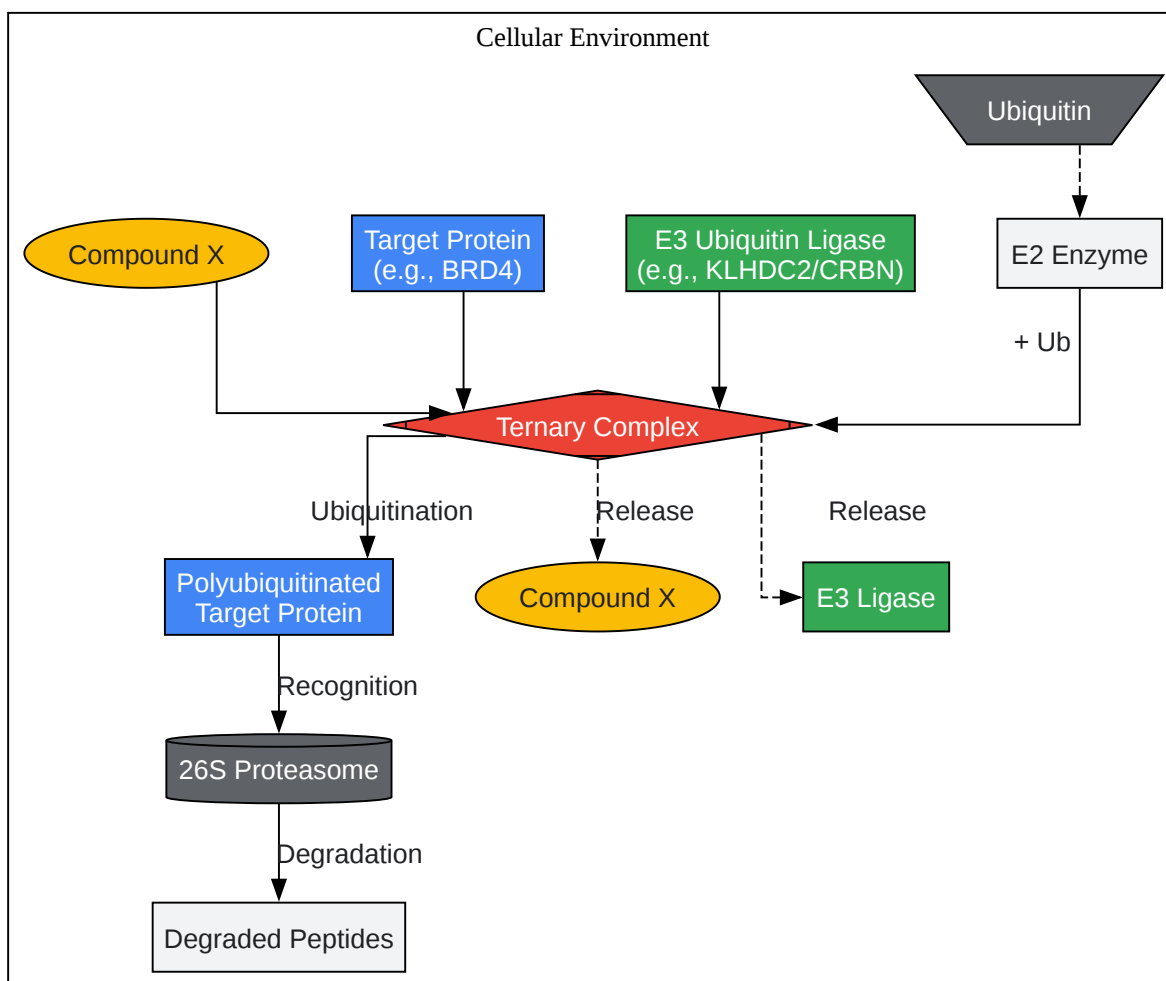 Cellular Environment
Ubiquitin
Compound X
Target Protein
(e.g., BRD4)
E3 Ubiquitin Ligase
(e.g., KLHDC2/CRBN)
E2 Enzyme
+ Ub
Ternary Complex
Ubiquitination
Release
Release
Polyubiquitinated
Target Protein
Compound X
E3 Ligase
Recognition
26S Proteasome
Degradation
Degraded Peptides